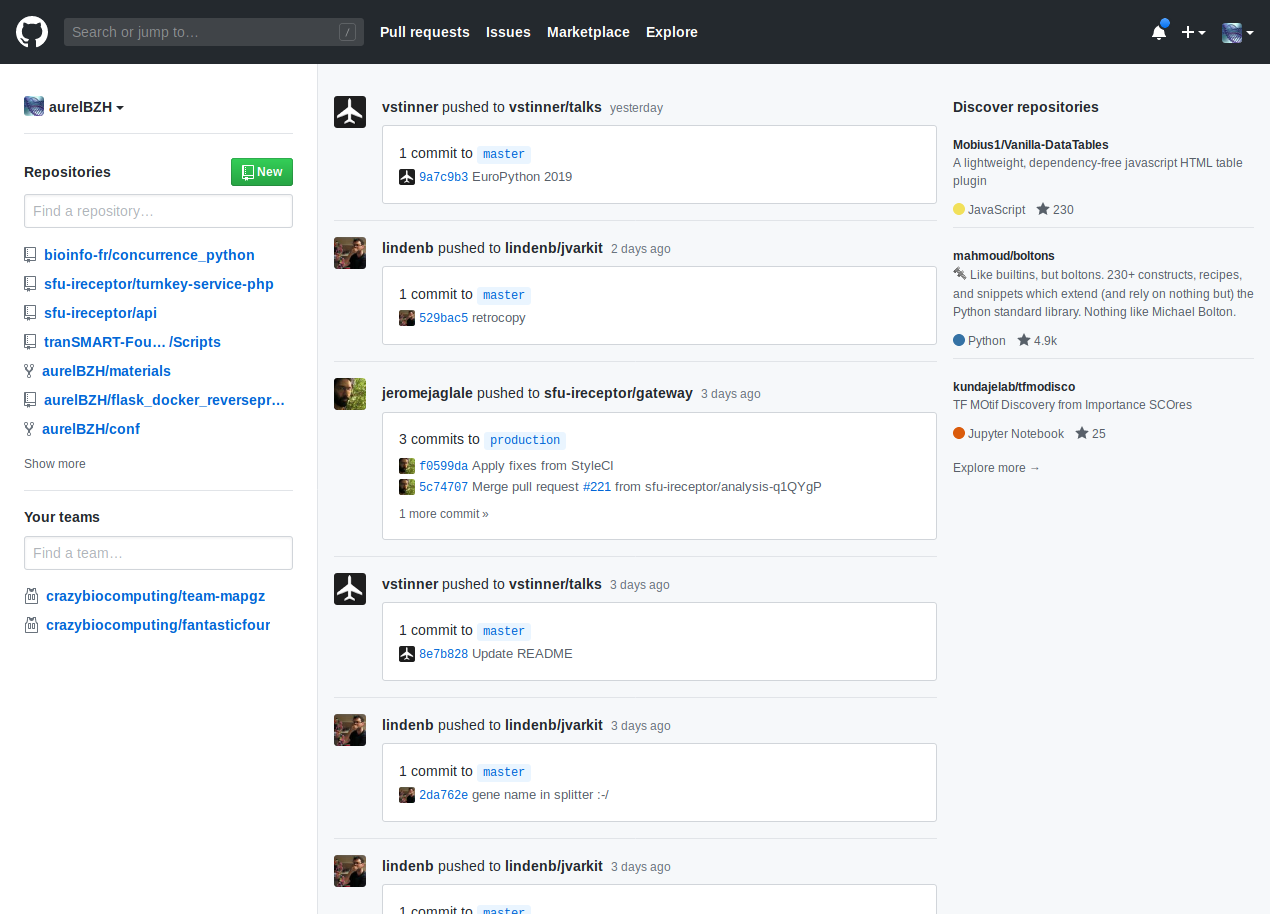 Search or jump to…
/
Pull requests
Issues
Marketplace
Explore
aurelBZH
Repositories
New
Find a repository…
bioinfo-fr/concurrence_python
sfu-ireceptor/turnkey-service-php
sfu-ireceptor/api
tranSMART-Fou… /Scripts
aurelBZH/materials
aurelBZH/flask_docker_reversepr…
aurelBZH/conf
Show more
Your teams
Find a team…
crazybiocomputing/team-mapgz
crazybiocomputing/fantasticfour
vstinner pushed to vstinner/talks yesterday
1 commit to master
9a7c9b3 EuroPython 2019
lindenb pushed to lindenb/jvarkit 2 days ago
1 commit to master
529bac5 retrocopy
jeromejaglale pushed to sfu-ireceptor/gateway 3 days ago
3 commits to production
f0599da Apply fixes from StyleCI
5c74707 Merge pull request #221 from sfu-ireceptor/analysis-q1QYgP
1 more commit »
vstinner pushed to vstinner/talks 3 days ago
1 commit to master
8e7b828 Update README
lindenb pushed to lindenb/jvarkit 3 days ago
1 commit to master
2da762e gene name in splitter :-/
lindenb pushed to lindenb/jvarkit 3 days ago
1 commit to master
Discover repositories
Mobius1/Vanilla-DataTables
A lightweight, dependency-free javascript HTML table
plugin
JavaScript 230
mahmoud/boltons
Like builtins, but boltons. 230+ constructs, recipes,
and snippets which extend (and rely on nothing but) the
Python standard library. Nothing like Michael Bolton.
Python 4.9k
kundajelab/tfmodisco
TF MOtif Discovery from Importance SCOres
Jupyter Notebook 25
Explore more →